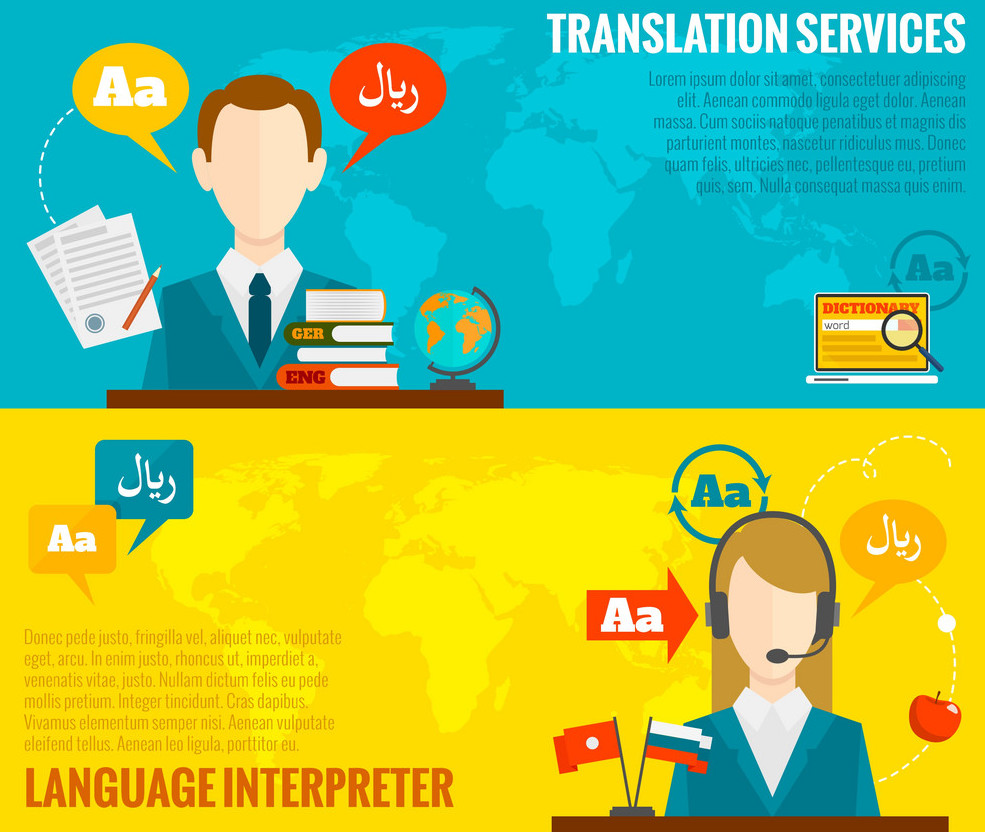 TRANSLATION SERVICES
Aa
ریال
Lorem ipsum dolor sit amet, consectetuer adipiscing
elit. Aenean commodo ligula eget dolor. Aenean
massa. Cum sociis natoque penatibus et magnis dis
parturient montes, nascetur ridiculus mus. Donec
quam felis, ultricies nec, pellentesque eu, pretium
quis, sem. Nulla consequat massa quis enim.
Aa
DICTIONARY
word
GER
ENG
ریال
Aa
Aa
ریال
Aa
Donec pede justo, fringilla vel, aliquet nec, vulputate
eget, arcu. In enim justo, rhoncus ut, imperdiet a,
venenatis vitae, justo. Nullam dictum felis eu pede
mollis pretium. Integer tincidunt. Cras dapibus.
Vivamus elementum semper nisi. Aenean vulputate
eleifend tellus. Aenean leo ligula, porttitor eu.
LANGUAGE INTERPRETER